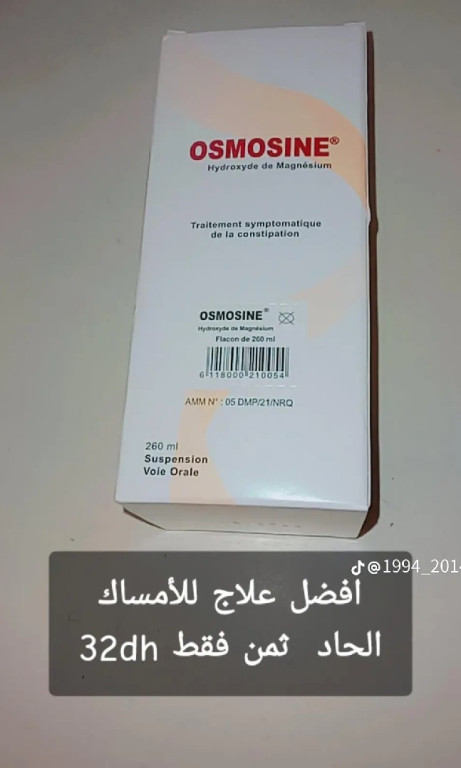 OSMOSINE®
Hydroxyde de Magnésium
Traitement symptomatique
de la constipation
OSMOSINE®
Hydroxyde de Magnésium
Flacon de 260 ml
6 118000 210054
AMM N° : 05 DMP/21/NRQ
260 ml
Suspension
Voie Orale
@1994_2014
افضل علاج للأمساك
الحاد ثمن فقط 32dh